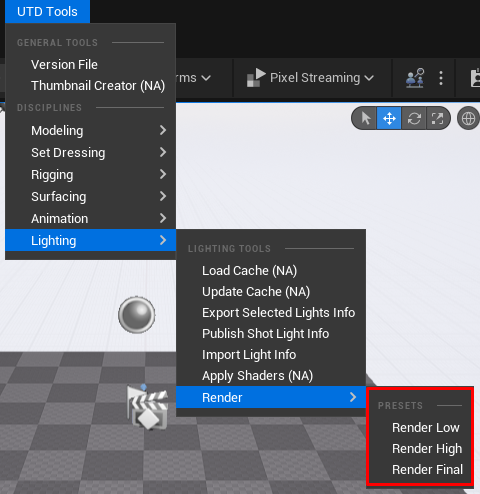 UTD Tools
GENERAL TOOLS
Version File
Thumbnail Creator (NA)
rms
Pixel Streaming
DISCIPLINES
Modeling
Set Dressing
Rigging
Surfacing
Animation
Lighting
LIGHTING TOOLS
Load Cache (NA)
Update Cache (NA)
Export Selected Lights Info
Publish Shot Light Info
Import Light Info
Apply Shaders (NA)
Render
PRESETS
Render Low
Render High
Render Final